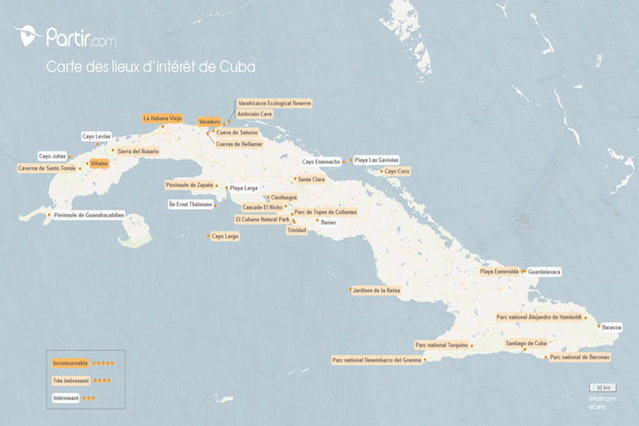 Partir.com
Carte des lieux d'intérêt de Cuba
Varahicacos Ecological Reserve
Ambrosio Cave
La Habana Vieja
Varadero
Cueva de Saturno
Cuevas de Bellamar
Cayo Levisa
Sierra del Rosario
Cayo Jutías
Viñales
Caverna de Santo Tomás
Cayo Ensenacho
Playa Las Gaviotas
Cayo Coco
Santa Clara
Péninsule de Zapata
Playa Larga
Cienfuegos
Île Ernst Thälmann
Cascade El Nicho
Parc de Topes de Collantes
Péninsule de Guanahacabibes
El Cubano Natural Park
Banao
Trinidad
Cayo Largo
Playa Esmeralda
Guardalavaca
Jardines de la Reina
Parc national Alejandro de Humboldt
Baracoa
Parc national Turquino
Santiago de Cuba
Parc national Desembarco del Granma
Parc national de Baconao
Incontournable
Très intéressant
Intéressant
50 km
©Partir.com
©Carto